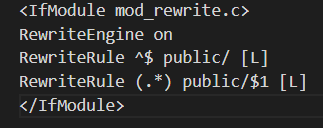 <IfModule mod_rewrite.c>
RewriteEngine on
RewriteRule ^$ public/ [L]
RewriteRule (.*) public/$1 [L]
</IfModule>